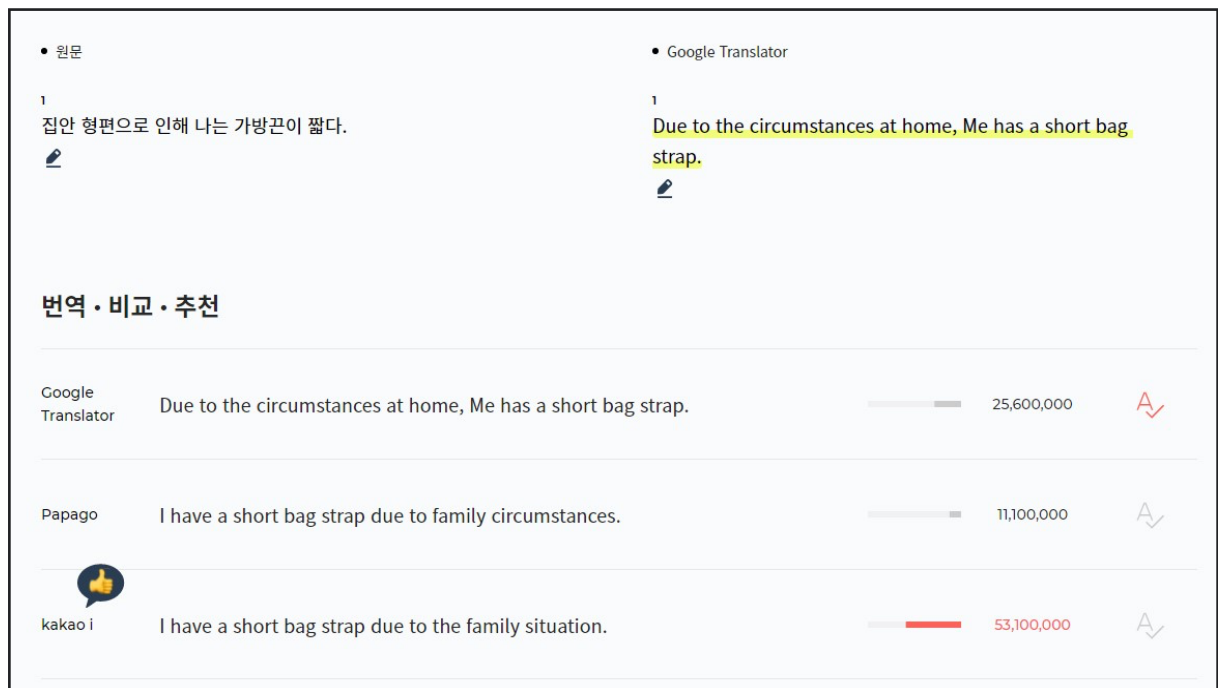 • 원문
1
집안 형편으로 인해 나는 가방끈이 짧다.
• Google Translator
1
Due to the circumstances at home, Me has a short bag
strap.
번역 • 비교 • 추천
Google
Translator
Due to the circumstances at home, Me has a short bag strap.
25,600,000
Papago
I have a short bag strap due to family circumstances.
11,100,000
kakao i
I have a short bag strap due to the family situation.
53,100,000